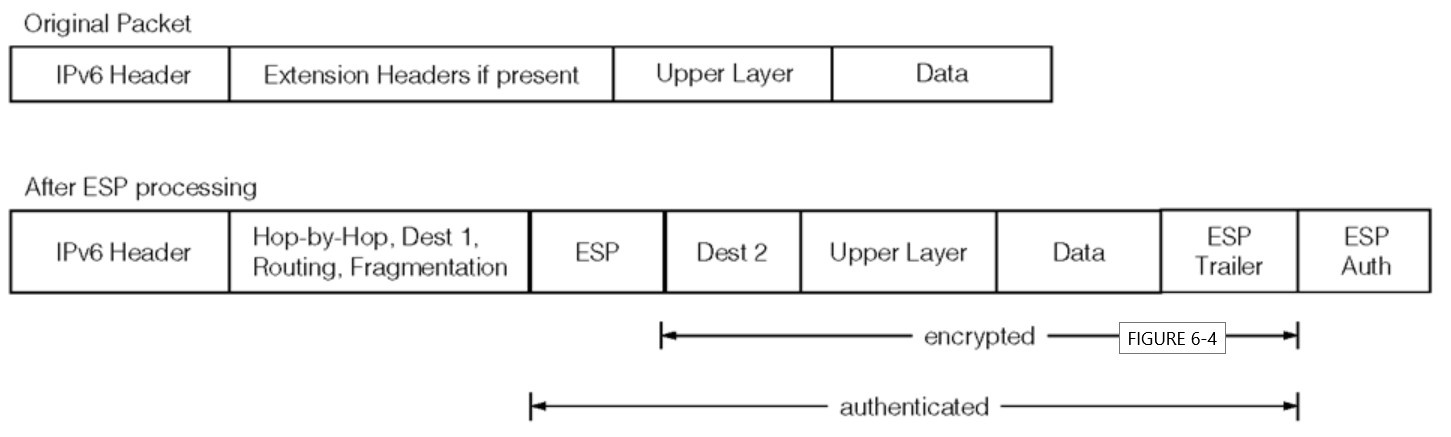 Original Packet
IPv6 Header Extension Headers if present Upper Layer Data
After ESP processing
IPv6 Header
Hop-by-Hop, Dest 1,
Routing, Fragmentation
ESP
Dest 2
Upper Layer
Data
ESP
Trailer
ESP
Auth
encrypted
FIGURE 6-4
authenticated